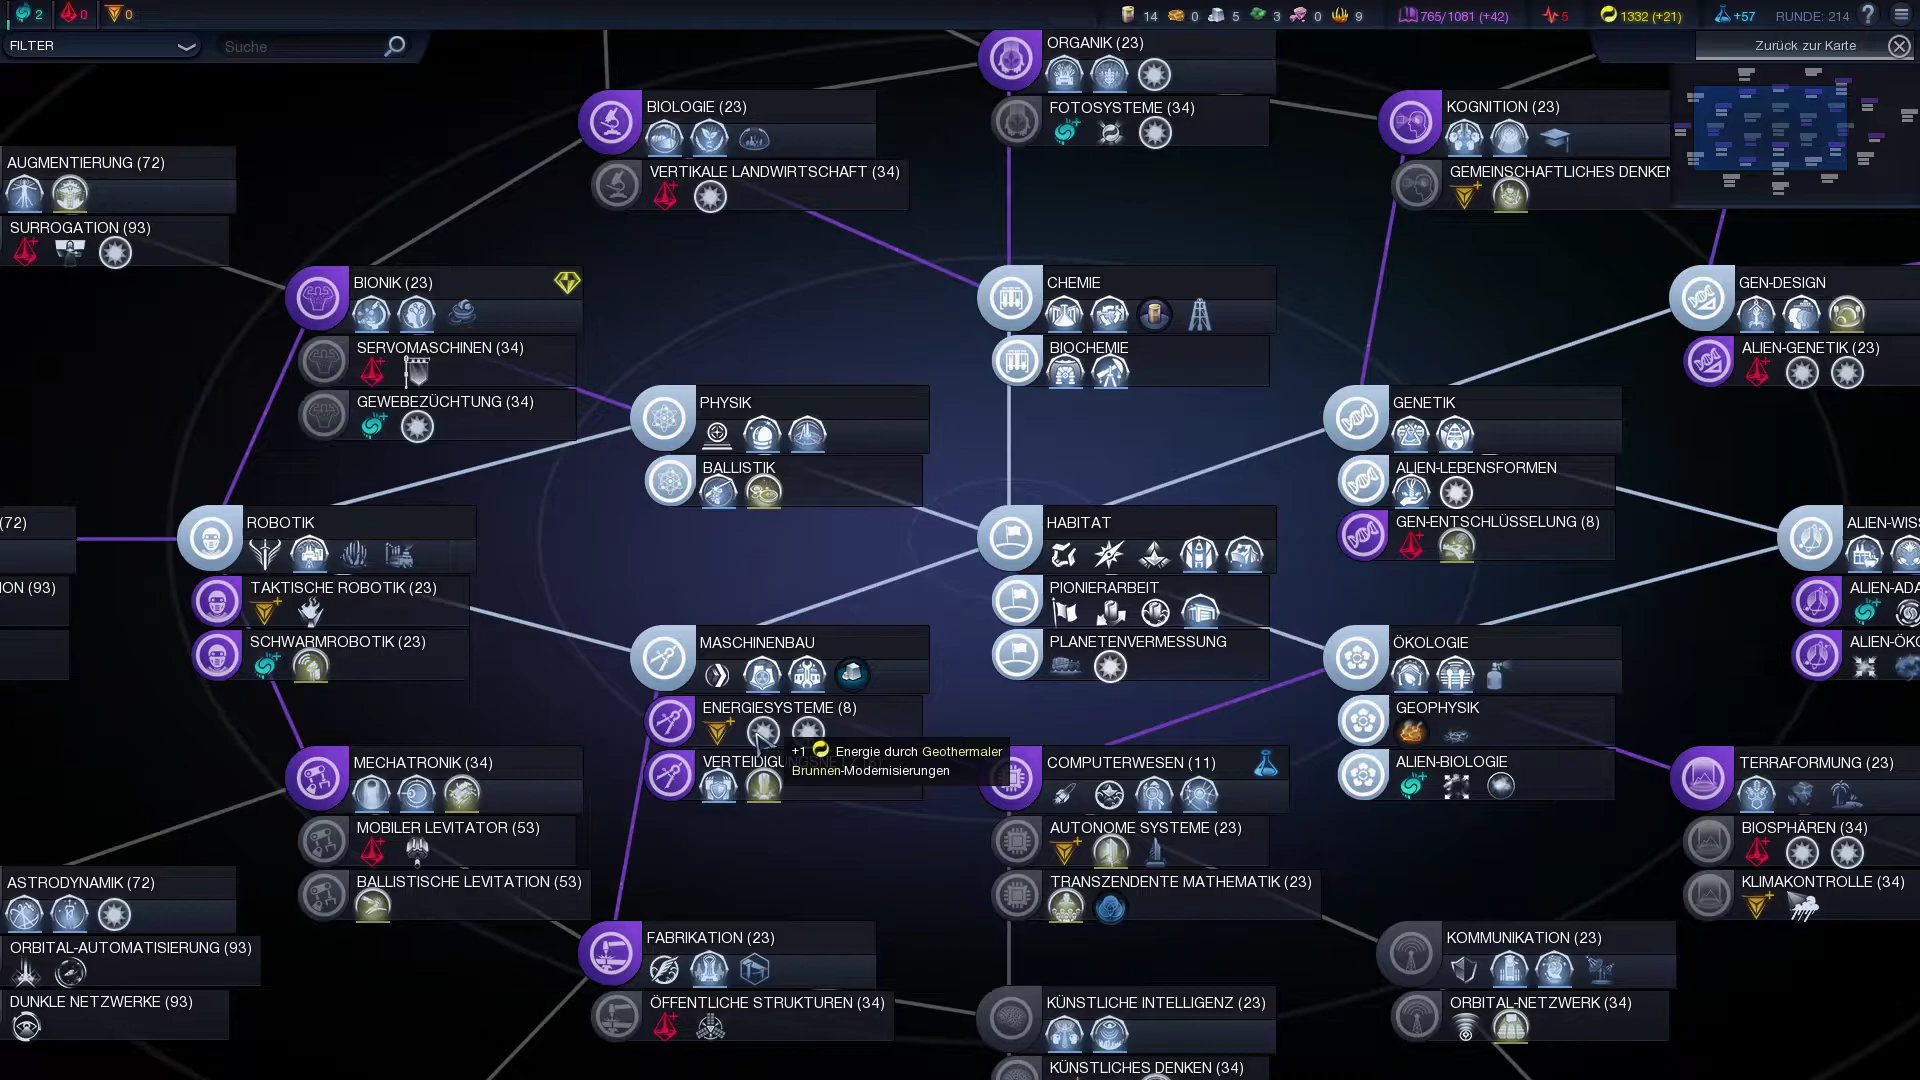 2 0 0 14 0 5 3 0 9 765/1081 (+42) 5 1332 (+21) +57 RUNDE: 214 ?
FILTER
Suche
Zurück zur Karte
ORGANIK (23)
FOTOSYSTEME (34)
BIOLOGIE (23)
VERTIKALE LANDWIRTSCHAFT (34)
KOGNITION (23)
GEMEINSCHAFTLICHES DENKEN
AUGMENTIERUNG (72)
SURROGATION (93)
BIONIK (23)
SERVOMASCHINEN (34)
GEWEBEZÜCHTUNG (34)
CHEMIE
BIOCHEMIE
GEN-DESIGN
ALIEN-GENETIK (23)
PHYSIK
BALLISTIK
GENETIK
ALIEN-LEBENSFORMEN
GEN-ENTSCHLÜSSELUNG (8)
(72)
ION (93)
ROBOTIK
TAKTISCHE ROBOTIK (23)
SCHWARMROBOTIK (23)
HABITAT
PIONIERARBEIT
PLANETENVERMESSUNG
ALIEN-WIS
ALIEN-ADA
ALIEN-ÖKO
MASCHINENBAU
ENERGIESYSTEME (8)
VERTEIDIGU
+1 Energie durch Geothermaler
Brunnen-Modernisierungen
ÖKOLOGIE
GEOPHYSIK
ALIEN-BIOLOGIE
MECHATRONIK (34)
MOBILER LEVITATOR (53)
BALLISTISCHE LEVITATION (53)
COMPUTERWESEN (11)
AUTONOME SYSTEME (23)
TRANSZENDENTE MATHEMATIK (23)
TERRAFORMUNG (23)
BIOSPHÄREN (34)
KLIMAKONTROLLE (34)
ASTRODYNAMIK (72)
ORBITAL-AUTOMATISIERUNG (93)
DUNKLE NETZWERKE (93)
FABRIKATION (23)
ÖFFENTLICHE STRUKTUREN (34)
KÜNSTLICHE INTELLIGENZ (23)
KÜNSTLICHES DENKEN (34)
KOMMUNIKATION (23)
ORBITAL-NETZWERK (34)